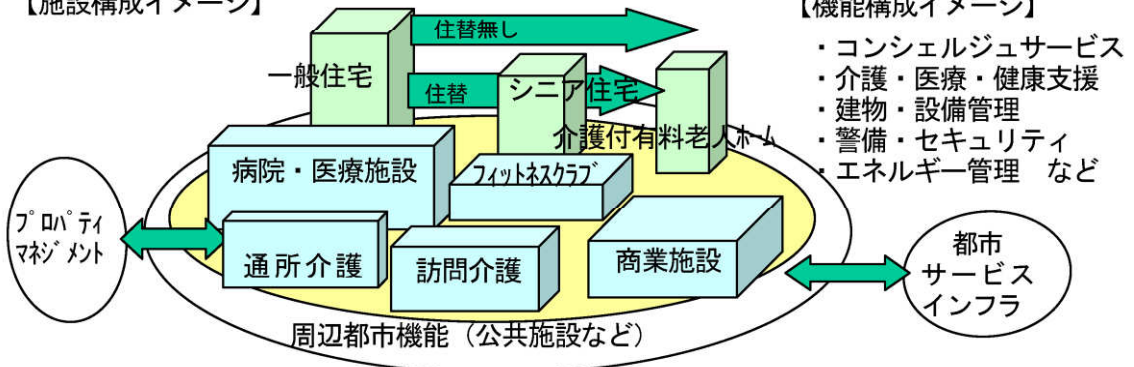 【施設構成イメージ】
【機能構成イメージ】
・コンシェルジュサービス
・介護・医療・健康支援
・建物・設備管理
・警備・セキュリティ
・エネルギー管理　など
住替無し
一般住宅
住替
シニア住宅
介護付有料老人ホーム
病院・医療施設
フィットネスクラブ
プロパティ
マネジメント
通所介護
訪問介護
商業施設
都市
サービス
インフラ
周辺都市機能（公共施設など）